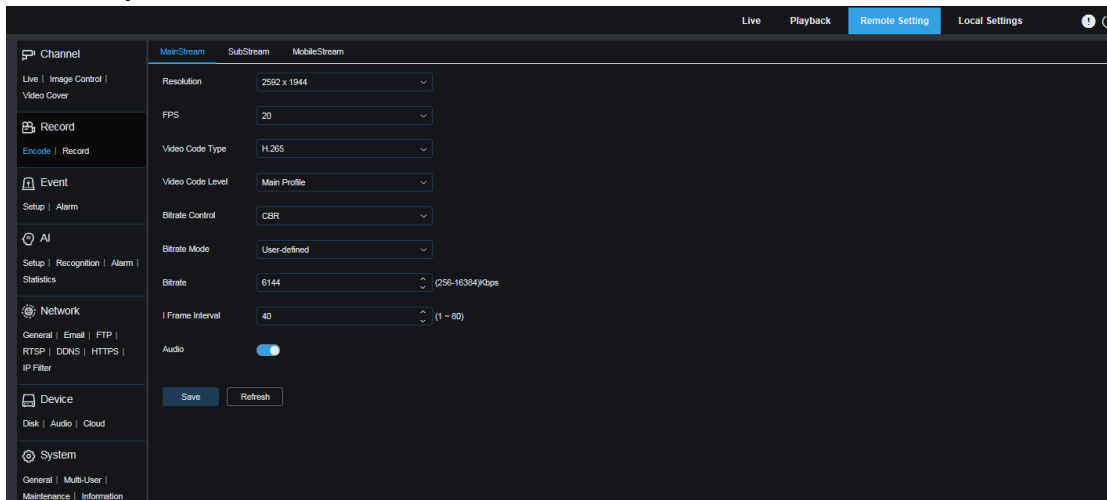 Live Playback Remote Setting Local Settings
Channel
Live | Image Control |
Video Cover
Record
Encode | Record
Event
Setup | Alarm
AI
Setup | Recognition | Alarm |
Statistics
Network
General | Email | FTP |
RTSP | DDNS | HTTPS |
IP Filter
Device
Disk | Audio | Cloud
System
General | Multi-User |
Maintenance | Information
MainStream SubStream MobileStream
Resolution 2592 x 1944
FPS 20
Video Code Type H.265
Video Code Level Main Profile
Bitrate Control CBR
Bitrate Mode User-defined
Bitrate 6144 (256-16384)Kbps
I Frame Interval 40 (1 ~ 80)
Audio
Save Refresh